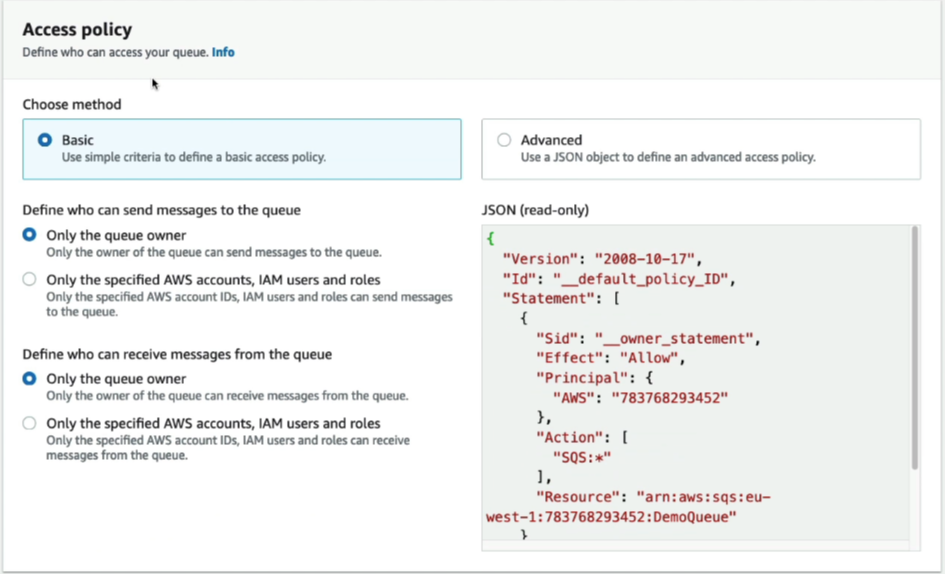 Access policy
Define who can access your queue. Info
Choose method
Basic
Use simple criteria to define a basic access policy.
Advanced
Use a JSON object to define an advanced access policy.
Define who can send messages to the queue
Only the queue owner
Only the owner of the queue can send messages to the queue.
Only the specified AWS accounts, IAM users and roles
Only the specified AWS account IDs, IAM users and roles can send messages
to the queue.
Define who can receive messages from the queue
Only the queue owner
Only the owner of the queue can receive messages from the queue.
Only the specified AWS accounts, IAM users and roles
Only the specified AWS account IDs, IAM users and roles can receive
messages from the queue.
JSON (read-only)
{
"Version": "2008-10-17",
"Id": "__default_policy_ID",
"Statement": [
{
"Sid": "__owner_statement",
"Effect": "Allow",
"Principal": {
"AWS": "783768293452"
},
"Action": [
"SQS:*"
],
"Resource": "arn:aws:sqs:eu-
west-1:783768293452:DemoQueue"
}